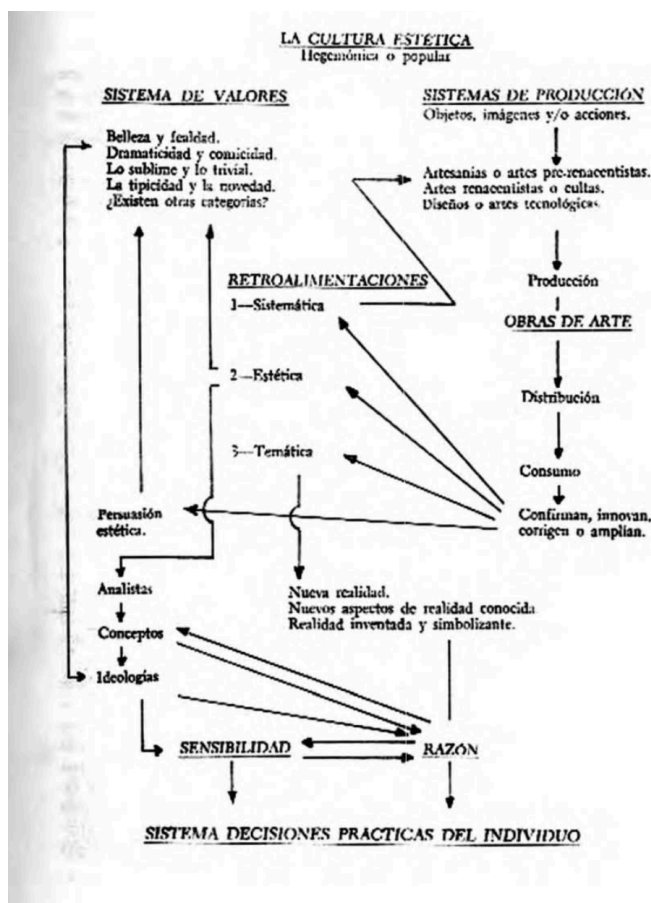 LA CULTURA ESTÉTICA
Hegemónica o popular
SISTEMA DE VALORES
Belleza y fealdad.
Dramaticidad y comicidad.
Lo sublime y lo trivial.
La tipicidad y la novedad.
¿Existen otras categorías?
SISTEMAS DE PRODUCCIÓN
Objetos, imágenes y/o acciones.
Artesanías o artes pre-renacentistas.
Artes renacentistas o cultas.
Diseños o artes tecnológicas.
RETROALIMENTACIONES
1—Sistemática
2—Estética
3—Temática
Producción
OBRAS DE ARTE
Distribución
Consumo
Confirman, innovan,
corrigen o amplían.
Persuasión
estética.
Analistas
Conceptos
Ideologías
Nueva realidad.
Nuevos aspectos de realidad conocida
Realidad inventada y simbolizante.
SENSIBILIDAD
RAZÓN
SISTEMA DECISIONES PRACTICAS DEL INDIVIDUO